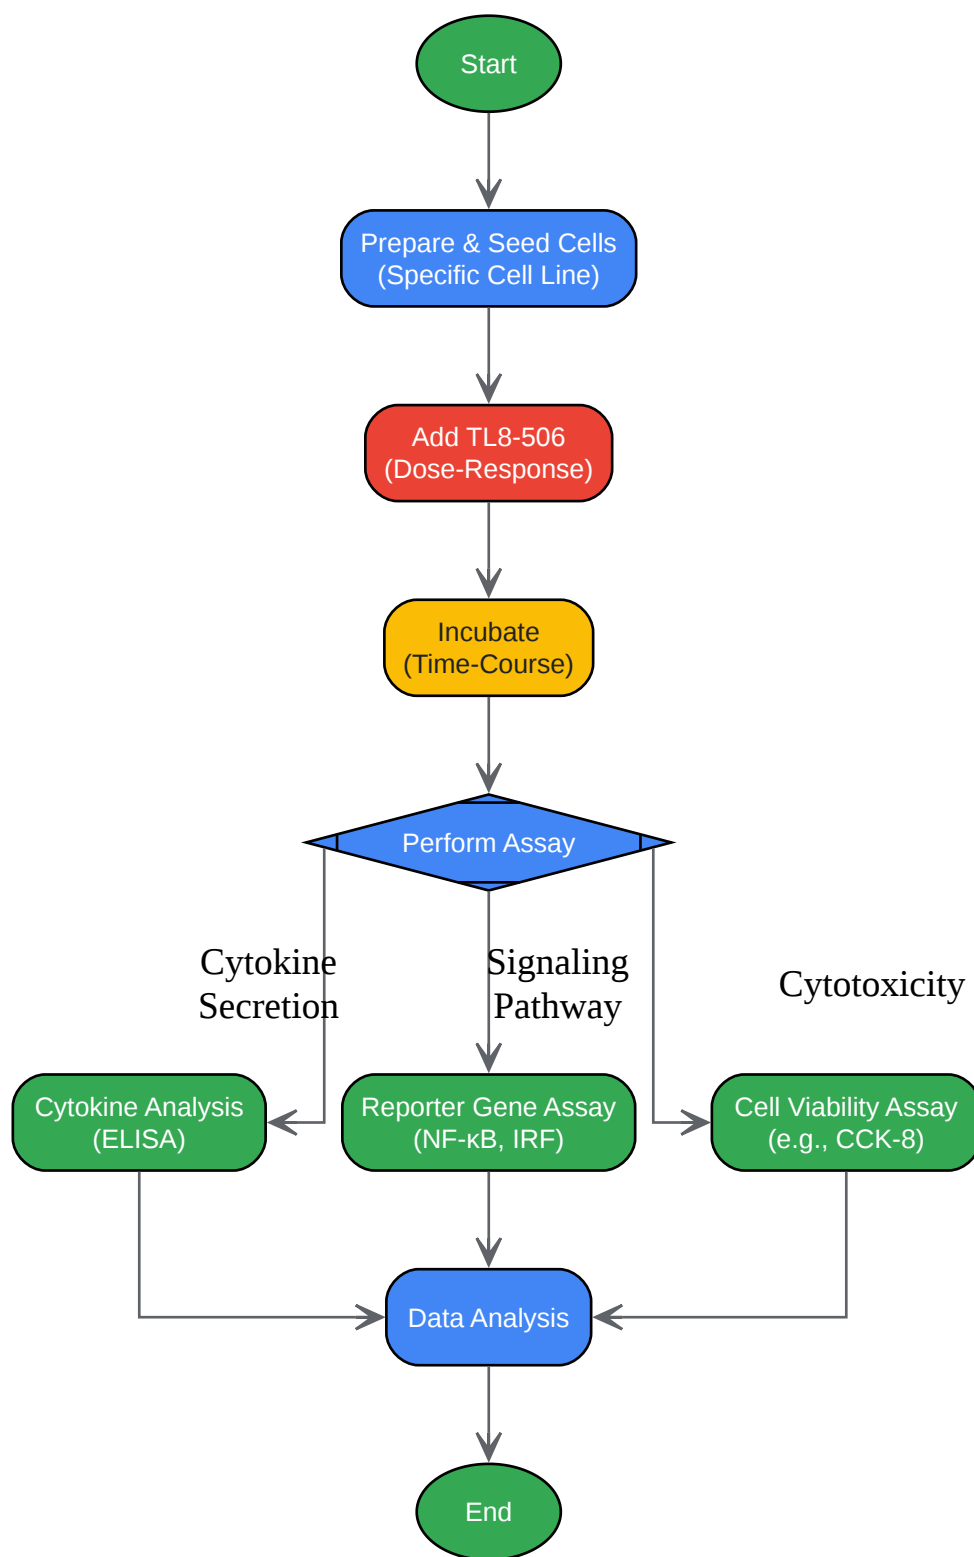 Start
Prepare & Seed Cells
(Specific Cell Line)
Add TL8-506
(Dose-Response)
Incubate
(Time-Course)
Perform Assay
Cytokine
Secretion
Signaling
Pathway
Cytotoxicity
Cytokine Analysis
(ELISA)
Reporter Gene Assay
(NF-κB, IRF)
Cell Viability Assay
(e.g., CCK-8)
Data Analysis
End